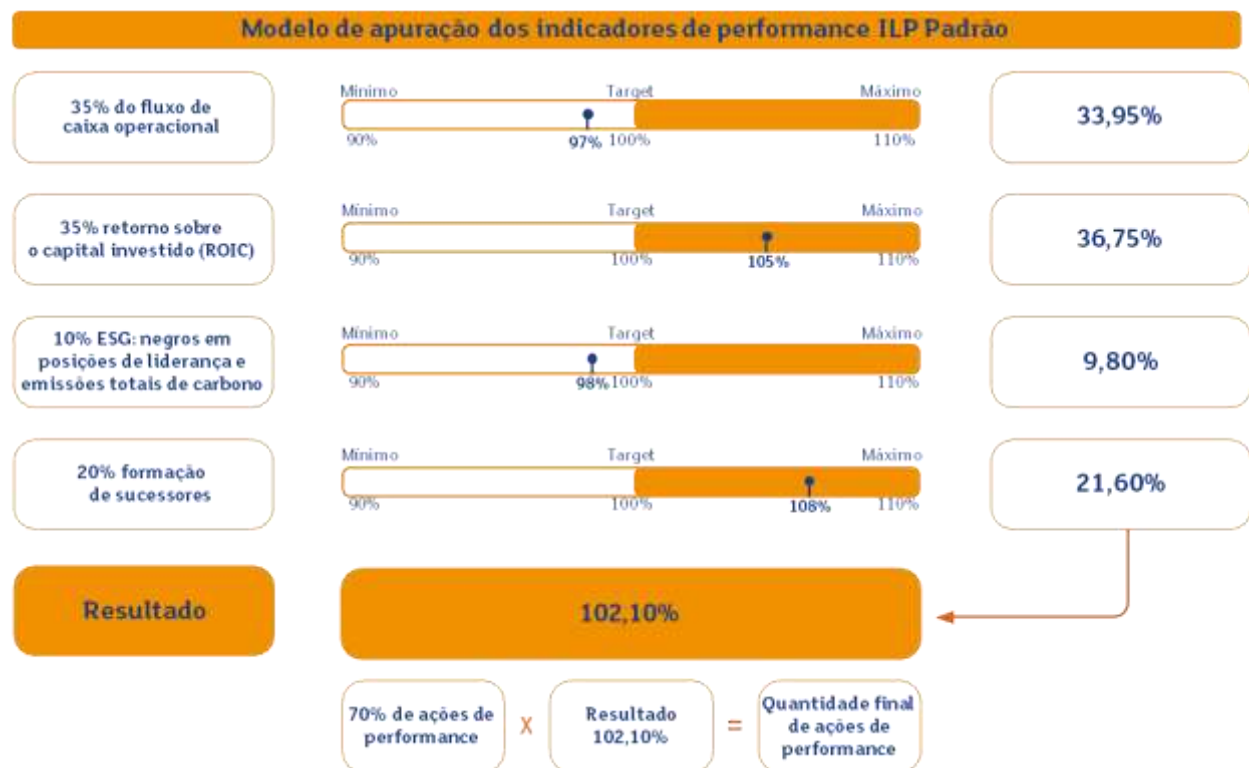 Modelo de apuração dos indicadores de performance ILP Padrão
35% do fluxo de
caixa operacional
Mínimo Target Máximo
90% 97% 100% 110%
33,95%
35% retorno sobre
o capital investido (ROIC)
Mínimo Target Máximo
90% 100% 105% 110%
36,75%
10% ESG: negros em
posições de liderança e
emissões totais de carbono
Mínimo Target Máximo
90% 98% 100% 110%
9,80%
20% formação
de sucessores
Mínimo Target Máximo
90% 100% 108% 110%
21,60%
Resultado
102,10%
70% de ações de
performance
X
Resultado
102,10%
=
Quantidade final
de ações de
performance